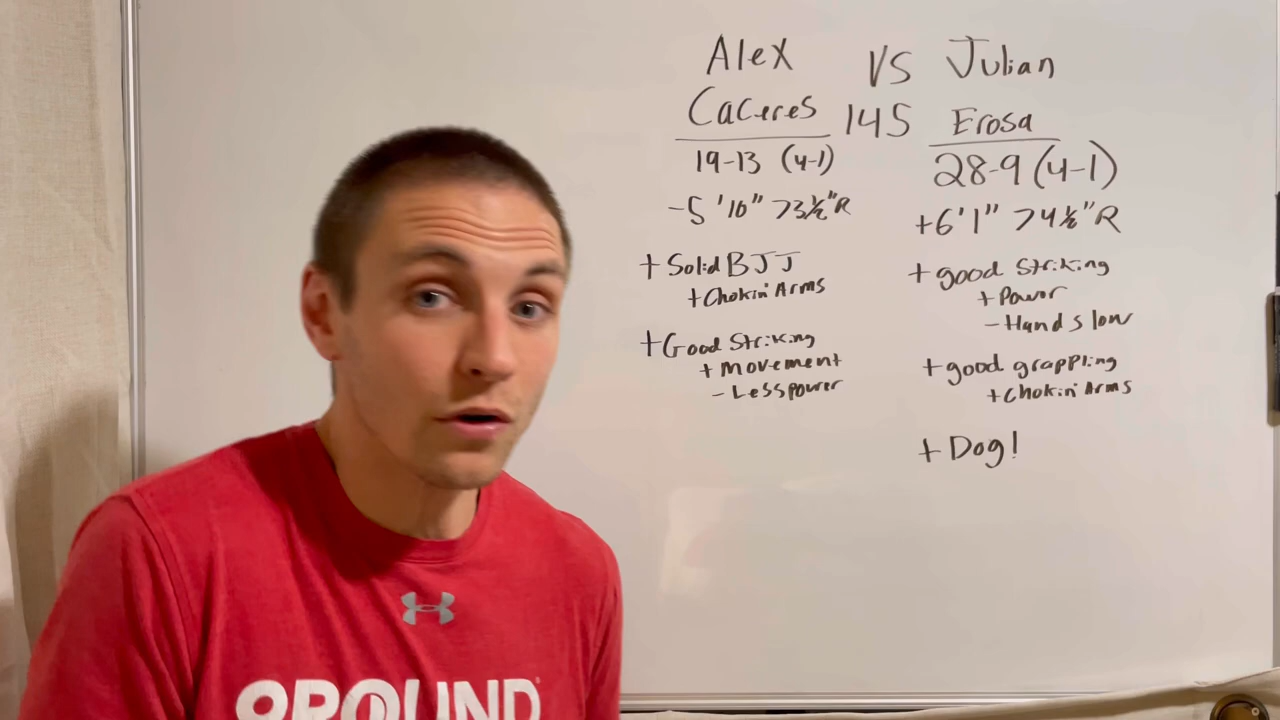 Alex VS Julian
Caceres 145 Erosa
19-13 (4-1)
28-9 (4-1)
-5'10" 73½"R
+6'1" 74½"R
+Solid BJJ
+Chokin' Arms
+Good Striking
+Movement
-Less power
+good Striking
+Power
-Hands low
+good grappling
+Chokin' Arms
+Dog!
9ROUND